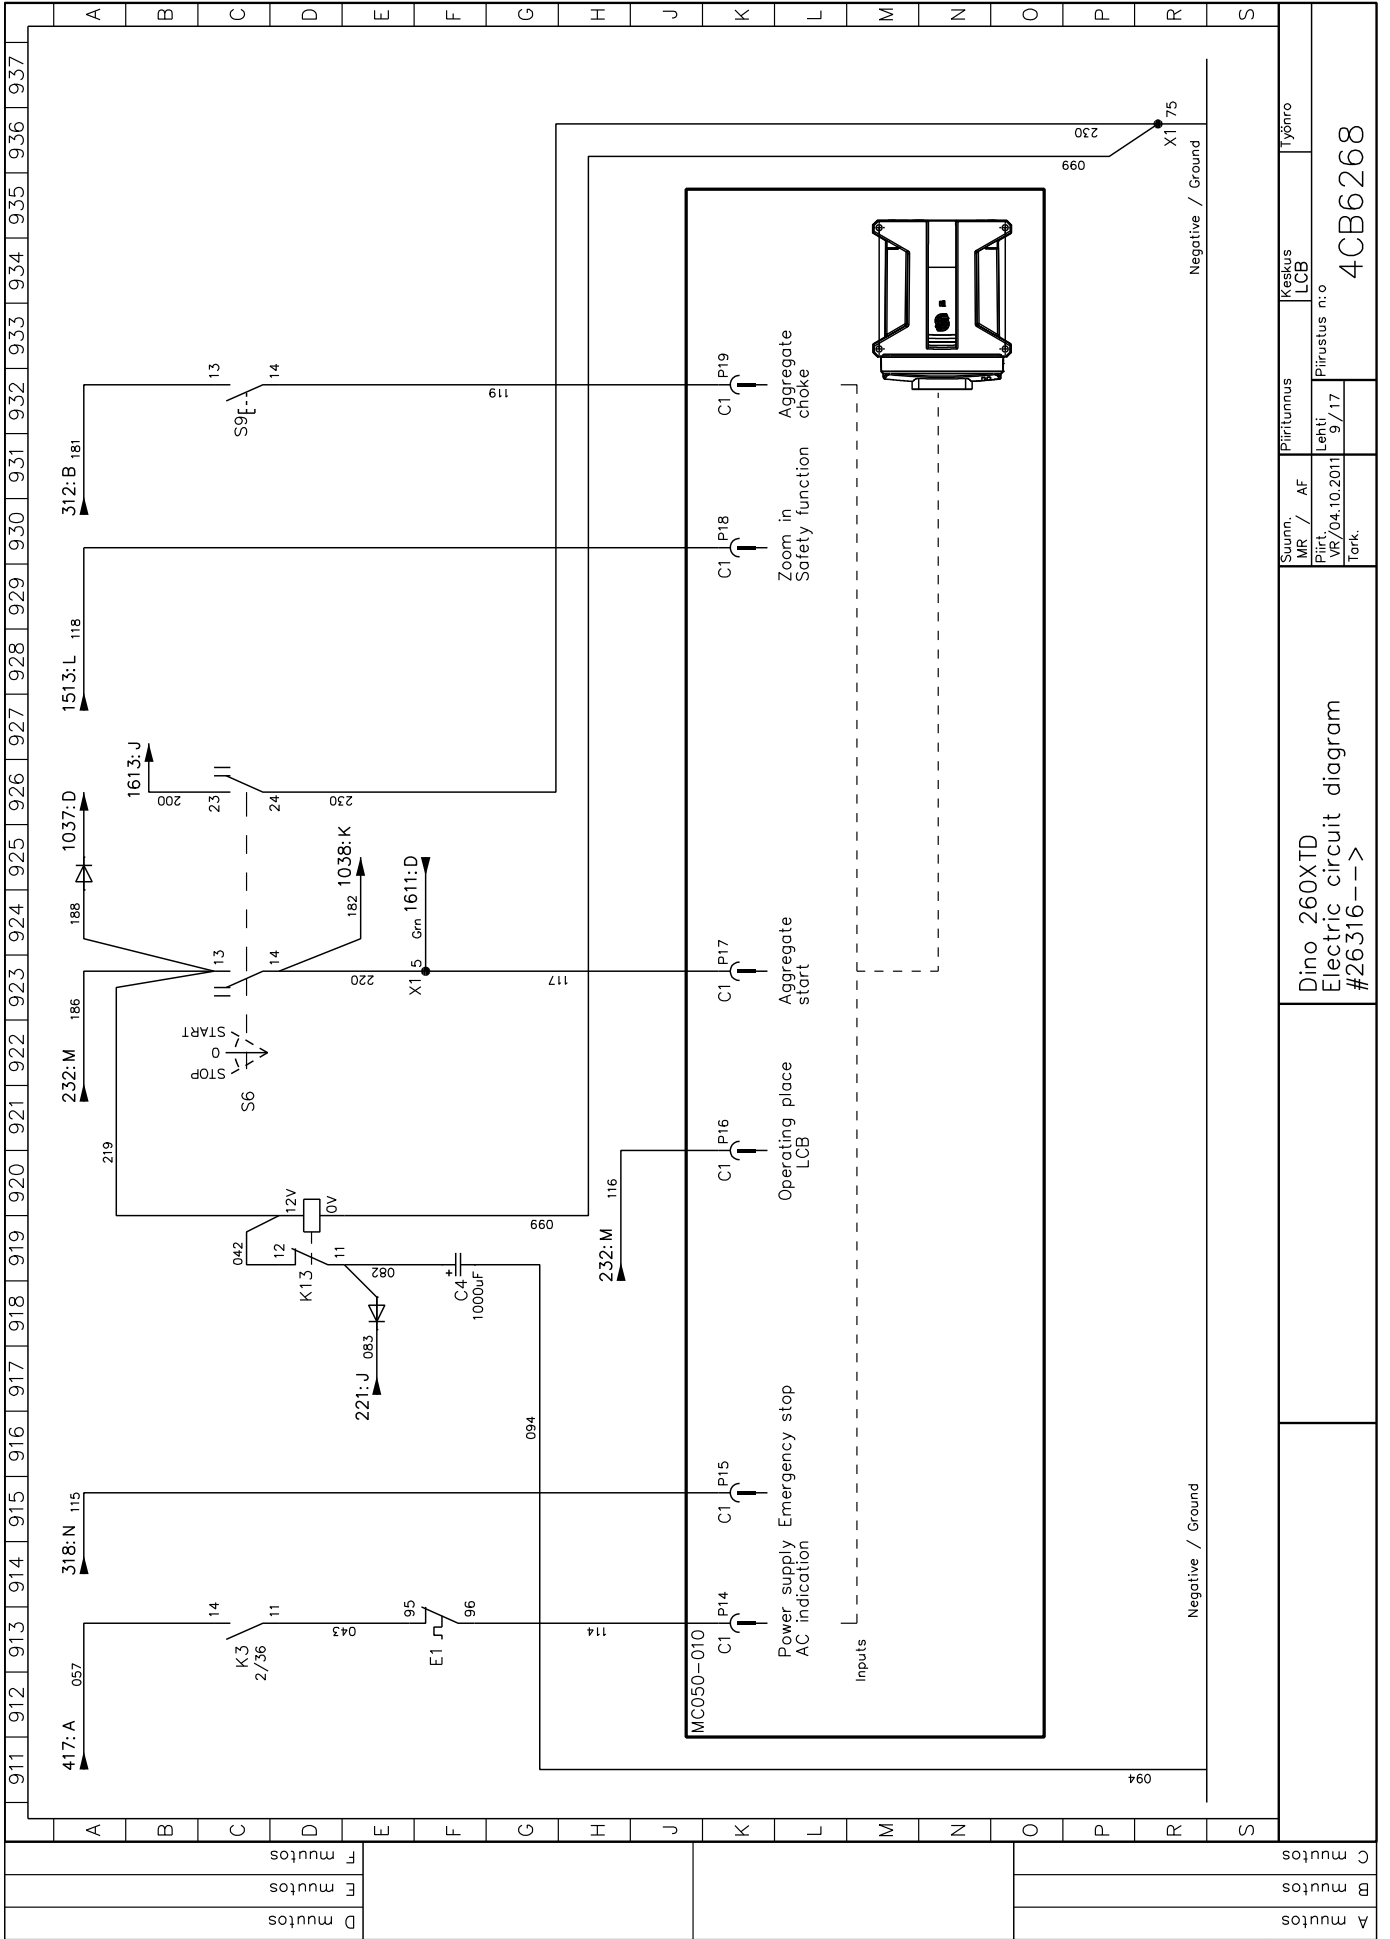 911 912 913 914 915 916 917 918 919 920 921 922 923 924 925 926 927 928 929 930 931 932 933 934 935 936 937
A B C D E F G H J K L M N O P R S
417:A
057
318:N
115
232:M
186
188
1037:D
1613:J
200
1513:L
118
312:B
181
219
14
K3
2/36
11
043
95
E1
96
114
042
12
K13
11
12V
0V
082
083
221:J
+
C4
1000uF
094
099
STOP
0
START
S6
13
14
220
182
1038:K
X1
5
Grn
1611:D
117
23
24
230
13
S9
14
119
232:M
116
MC050-010
C1 P14
Power supply
AC indication
C1 P15
Emergency stop
C1 P16
Operating place
LCB
C1 P17
Aggregate
start
C1 P18
Zoom in
Safety function
C1 P19
Aggregate
choke
Inputs
094
Negative / Ground
099
230
X1
75
Negative / Ground
A B C D E F G H J K L M N O P R S
Dino 260XTD
Electric circuit diagram
#26316-->
Suunn.
MR / AF
Piirt.
VR/04.10.2011
Tark.
Piiritunnus
Lehti
9/17
Keskus
LCB
Työnro
Piirustus n:o
4CB6268
A muutos
B muutos
C muutos
D muutos
E muutos
F muutos